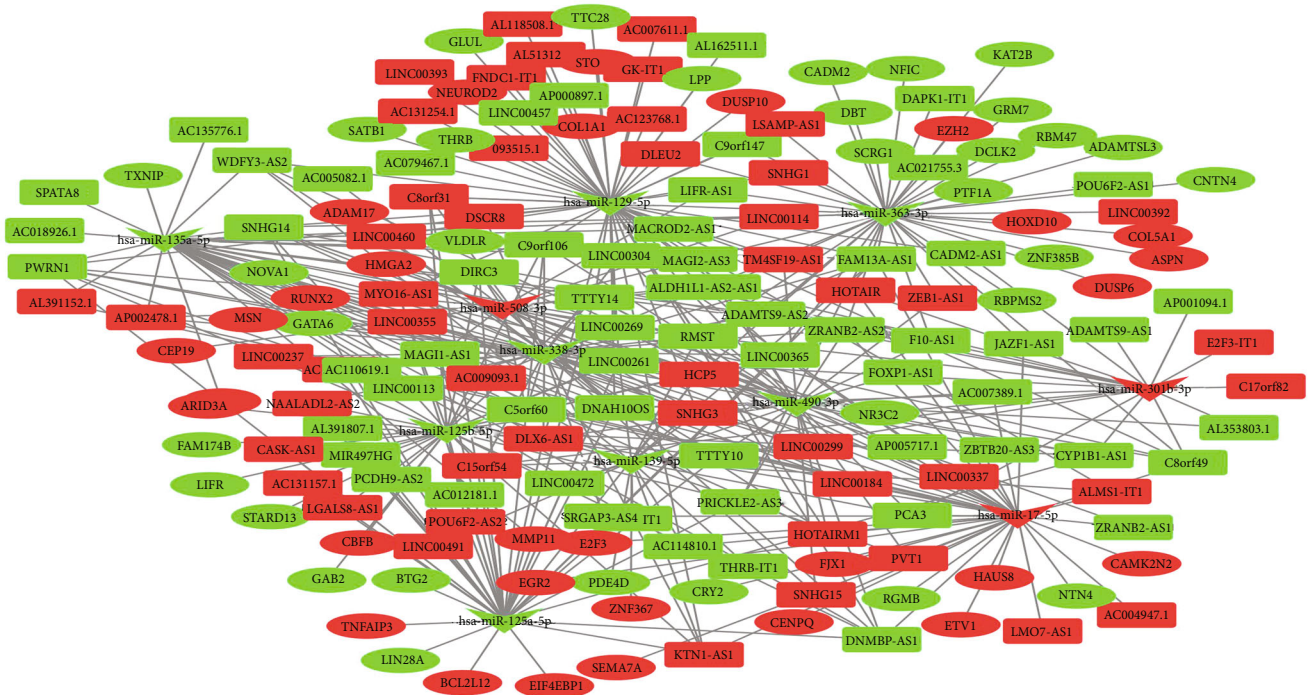 TTC28
AL118508.1
AC007611.1
GLUL
AL162511.1
AL51312
KAT2B
STO
NFIC
LINC00393
FNDC1-IT1
GK-IT1
CADM2
LPP
NEUROD2
AP000897.1
DAPK1-IT1
DUSP10
AC131254.1
LINC00457
DBT
GRM7
LSAMP-AS1
AC123768.1
COL1A1
EZH2
SATB1
AC135776.1
THRB
093515.1
RBM47
DLEU2
C9orf147
SCRG1
DCLK2
ADAMTSL3
WDFY3-AS2
AC079467.1
AC021755.3
SNHG1
TXNIP
AC005082.1
POU6F2-AS1
CNTN4
SPATA8
LIFR-AS1
PTF1A
C8orf31
hsa-miR-129-5p
ADAM17
DSCR8
LINC00114
hsa-miR-363-3p
LINC00392
HOXD10
SNHG14
MACROD2-AS1
AC018926.1
hsa-miR-135a-5p
LINC00460
VLDLR
C9orf106
COL5A1
LINC00304
CADM2-AS1
ZNF385B
ASPN
HMGA2
MAGI2-AS3
TM4SF19-AS1
FAM13A-AS1
PWRN1
NOVA1
DIRC3
ALDH1L1-AS2-AS1
HOTAIR
DUSP6
AL391152.1
RUNX2
MYO16-AS1
TTTY14
ZEB1-AS1
RBPMS2
AP001094.1
MSN
hsa-miR-508-3p
ADAMTS9-AS2
AP002478.1
GATA6
LINC00355
LINC00269
ZRANB2-AS2
ADAMTS9-AS1
RMST
F10-AS1
JAZF1-AS1
E2F3-IT1
CEP19
LINC00237
MAGI1-AS1
hsa-miR-338-3p
LINC00261
LINC00365
AC110619.1
HCP5
FOXP1-AS1
LINC00113
AC009093.1
AC007389.1
hsa-miR-301b-3p
C17orf82
ARID3A
NAALADL2-AS2
hsa-miR-490-3p
C5orf60
DNAH10OS
SNHG3
NR3C2
AL391807.1
hsa-miR-125b-5p
AL353803.1
FAM174B
CASK-AS1
DLX6-AS1
LINC00299
AP005717.1
ZBTB20-AS3
MIR497HG
TTTY10
CYP1B1-AS1
C8orf49
C15orf54
hsa-miR-139-5p
LIFR
AC131157.1
PCDH9-AS2
LINC00472
LINC00184
LINC00337
ALMS1-IT1
AC012181.1
PRICKLE2-AS3
LGALS8-AS1
PCA3
hsa-miR-17-5p
STARD13
POU6F2-AS2
SRGAP3-AS4
IT1
ZRANB2-AS1
HOTAIRM1
CBFB
LINC00491
MMP11
E2F3
AC114810.1
PVT1
FJX1
CAMK2N2
THRB-IT1
HAUS8
GAB2
BTG2
EGR2
PDE4D
CRY2
SNHG15
RGMB
NTN4
ZNF367
AC004947.1
TNFAIP3
hsa-miR-125a-5p
CENPQ
ETV1
LMO7-AS1
DNMBP-AS1
LIN28A
KTN1-AS1
SEMA7A
BCL2L12
EIF4EBP1